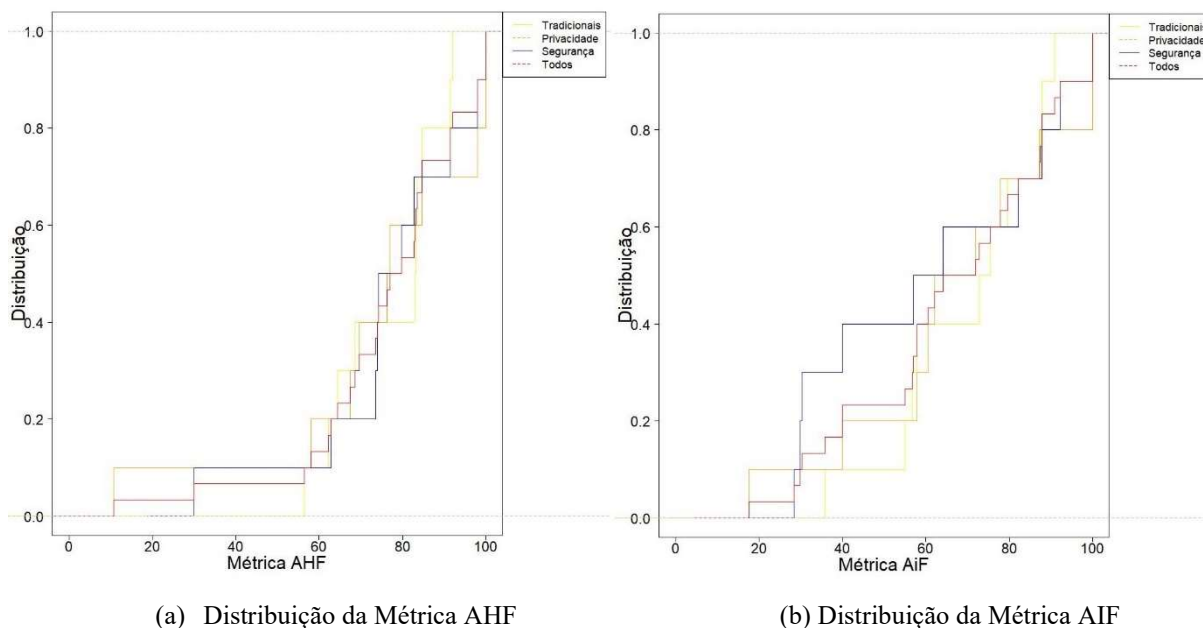 Tradicionais
Privacidade
Segurança
Todos
Distribuição
1.0
0.8
0.6
0.4
0.2
0.0
0 20 40 60 80 100
Métrica AHF
(a) Distribuição da Métrica AHF
Tradicionais
Privacidade
Segurança
Todos
Distribuição
1.0
0.8
0.6
0.4
0.2
0.0
0 20 40 60 80 100
Métrica AiF
(b) Distribuição da Métrica AIF